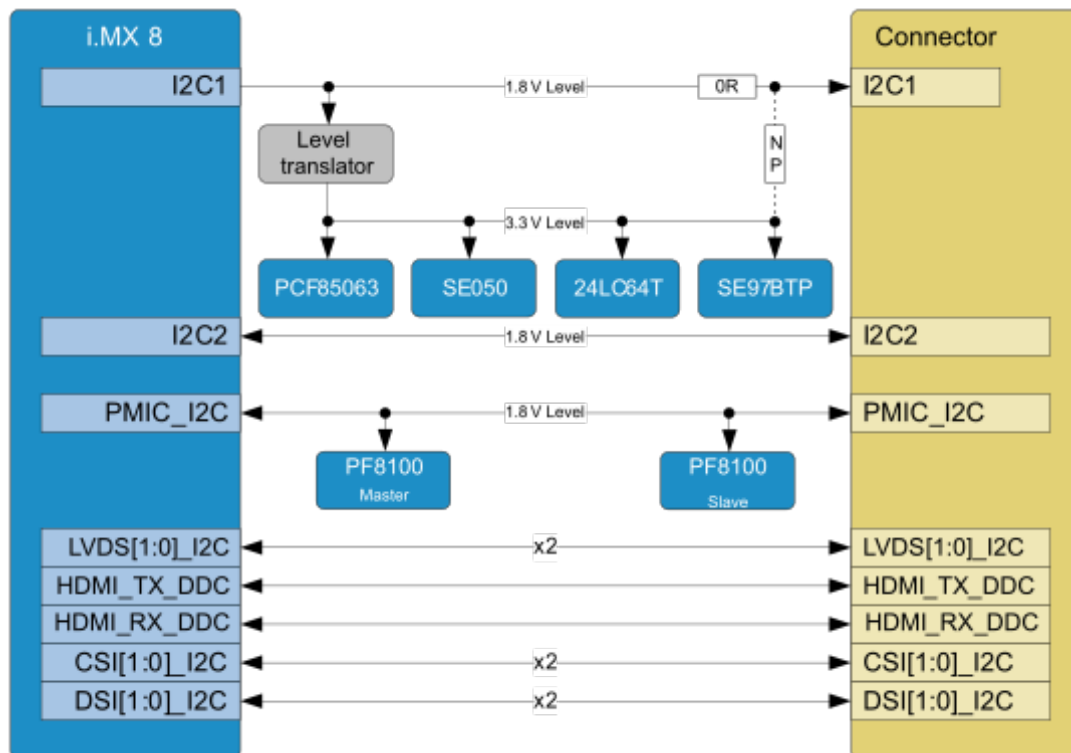 i.MX 8
Connector
I2C1
1.8 V Level
0R
I2C1
Level
translator
N
P
3.3 V Level
PCF85063
SE050
24LC64T
SE97BTP
I2C2
1.8 V Level
I2C2
PMIC_I2C
1.8 V Level
PMIC_I2C
PF8100
Master
PF8100
Slave
LVDS[1:0]_I2C
x2
LVDS[1:0]_I2C
HDMI_TX_DDC
HDMI_TX_DDC
HDMI_RX_DDC
HDMI_RX_DDC
CSI[1:0]_I2C
x2
CSI[1:0]_I2C
DSI[1:0]_I2C
x2
DSI[1:0]_I2C